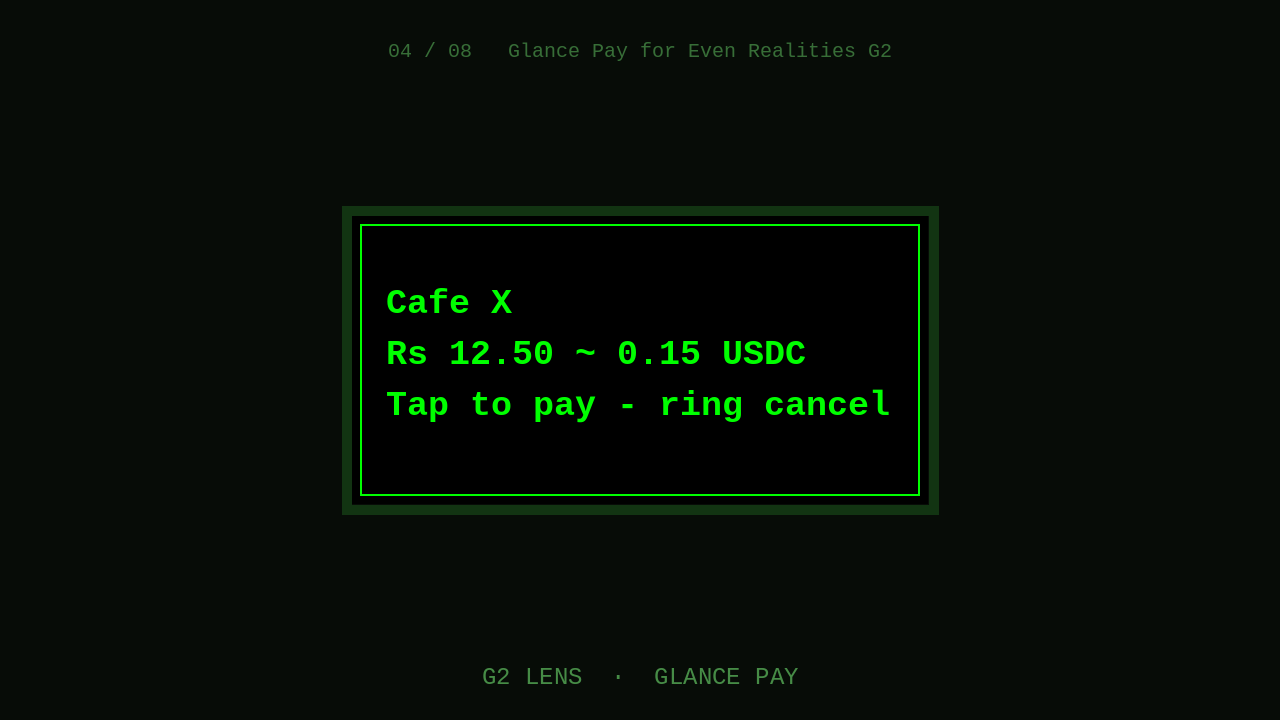 04 / 08   Glance Pay for Even Realities G2
Cafe X
Rs 12.50 ~ 0.15 USDC
Tap to pay - ring cancel
G2 LENS  ·  GLANCE PAY